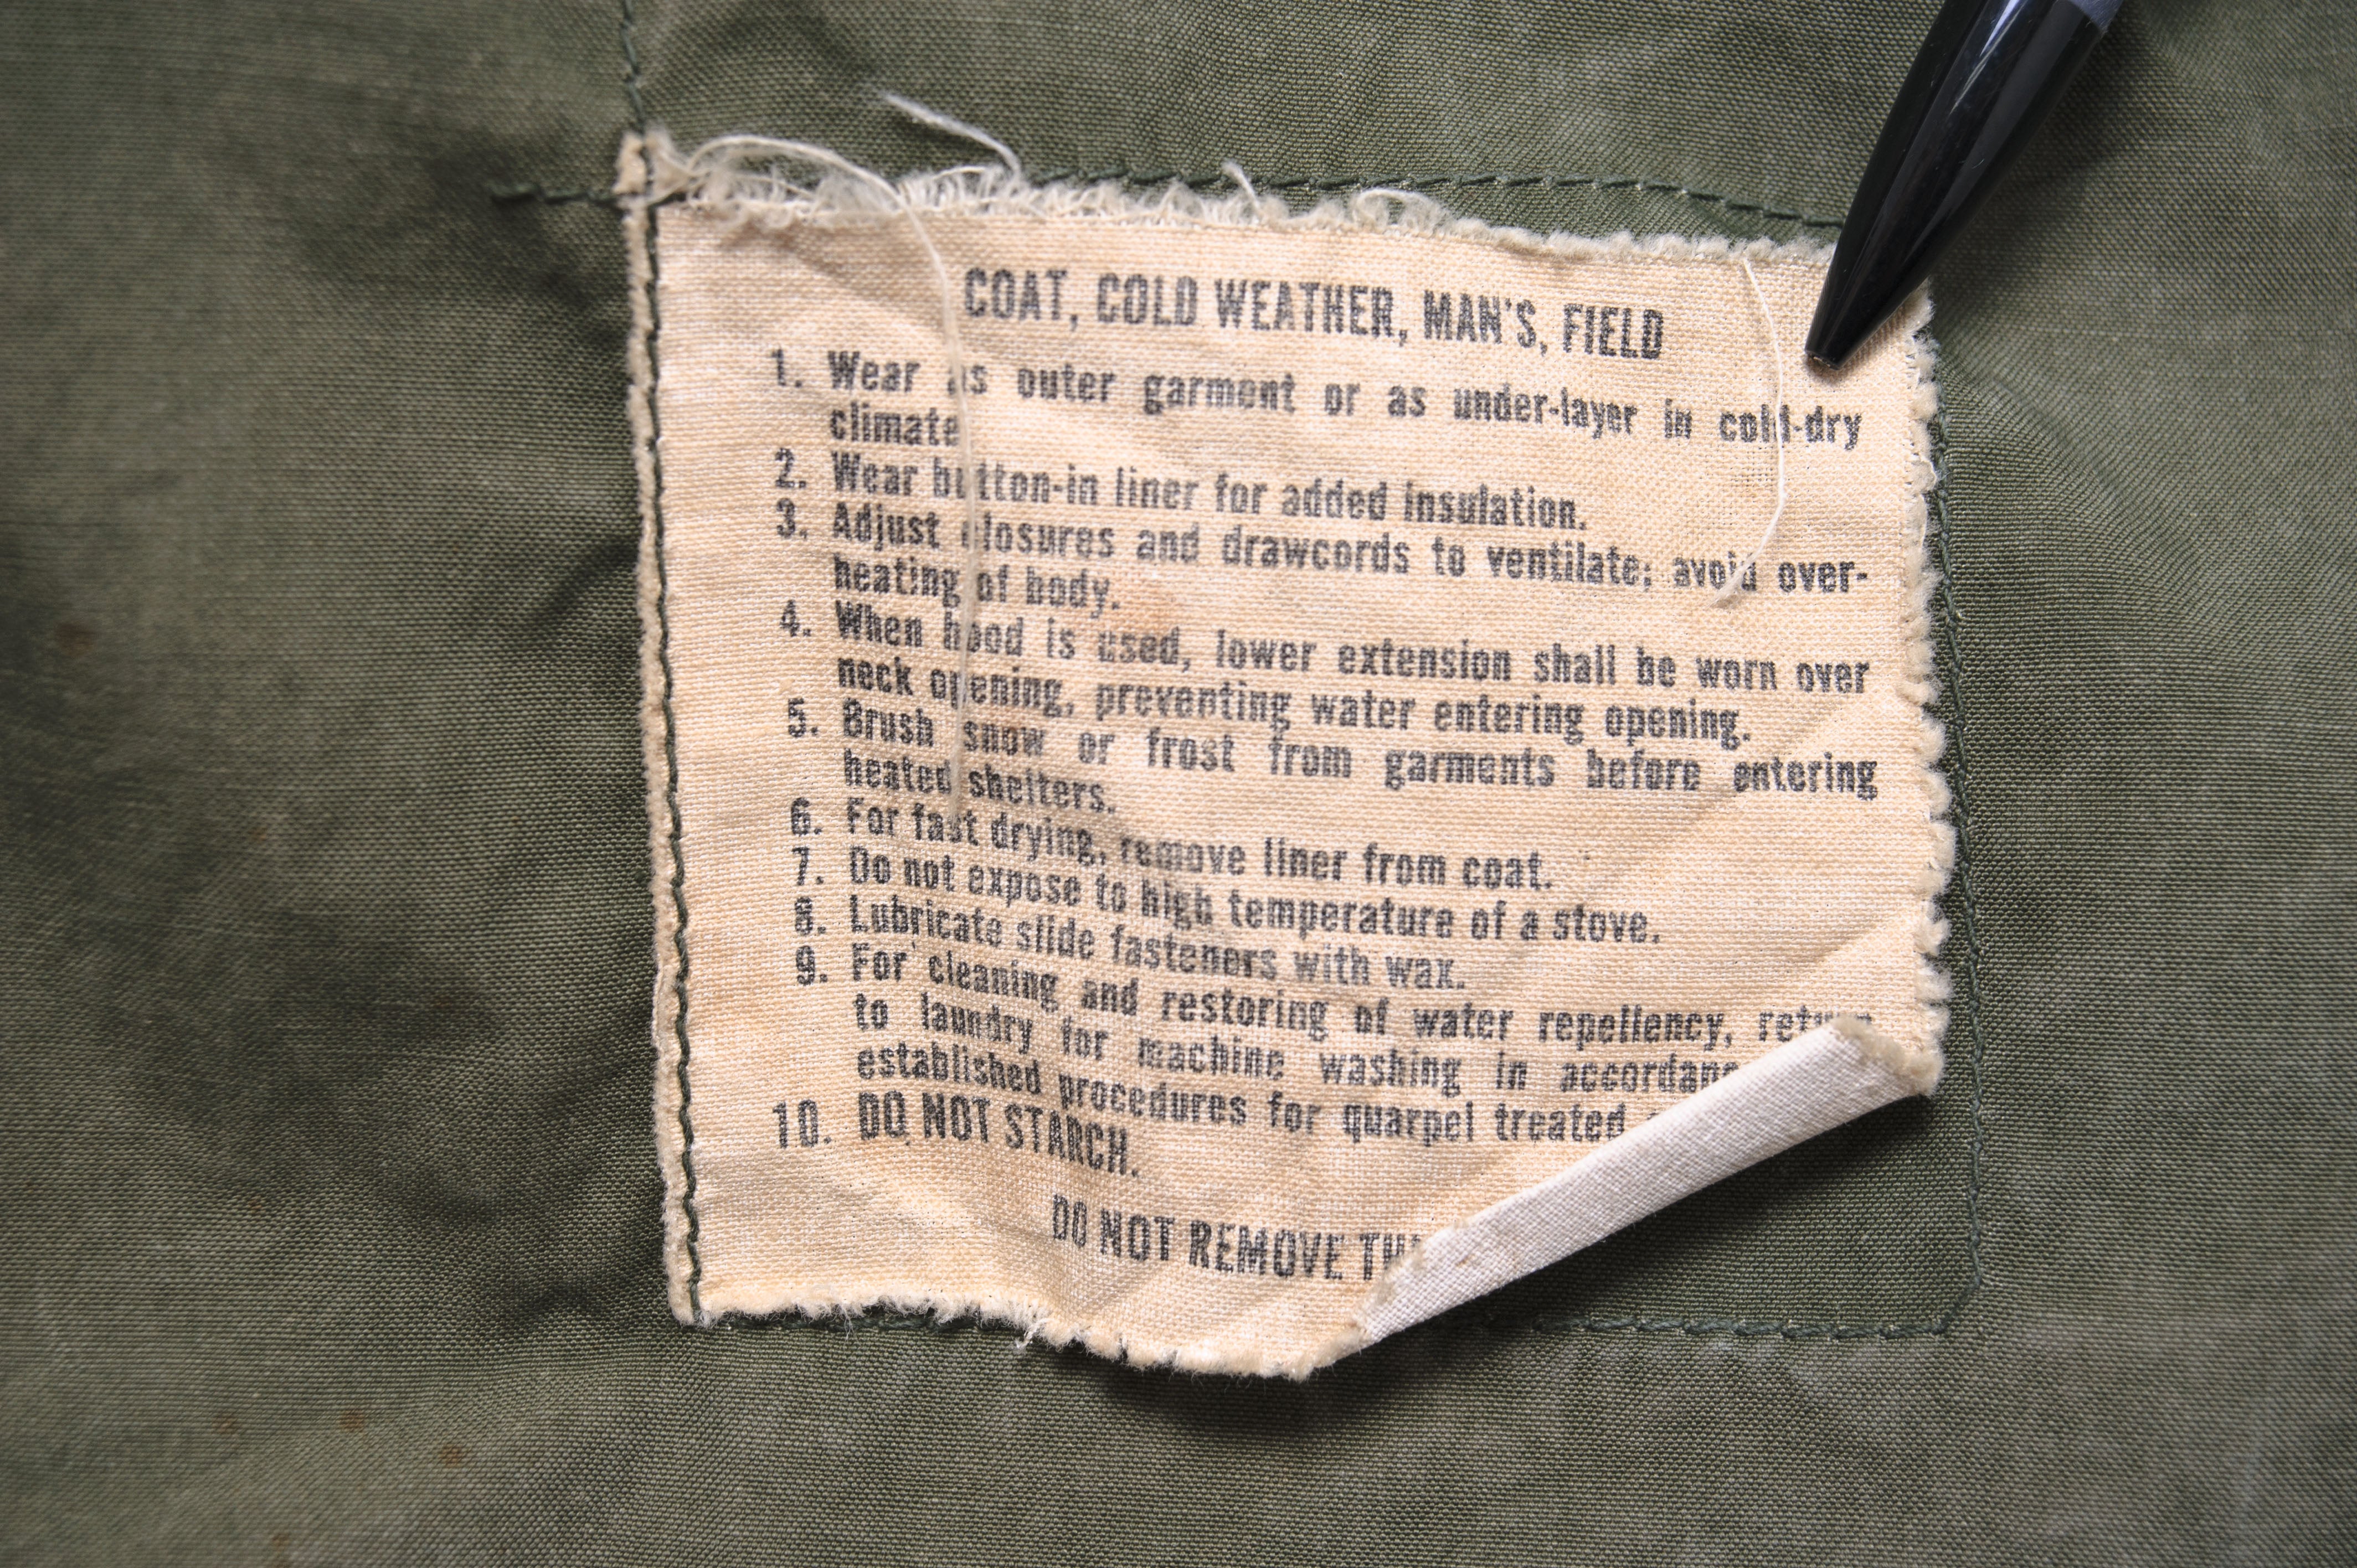 COAT, COLD WEATHER, MAN'S, FIELD
1. Wear as outer garment or as under-layer in cold-dry
climate
2. Wear button-in liner for added insulation.
3. Adjust closures and drawcords to ventilate; avoid over-
heating of body.
4. When hood is used, lower extension shall be worn over
neck opening, preventing water entering opening.
5. Brush snow or frost from garments before entering
heated shelters.
6. For fast drying, remove liner from coat.
7. Do not expose to high temperature of a stove.
8. Lubricate slide fasteners with wax.
9. For cleaning and restoring of water repellency, return
to laundry for machine washing in
established procedures for quarpel treated
10. DO NOT STARCH.
DO NOT REMOVE